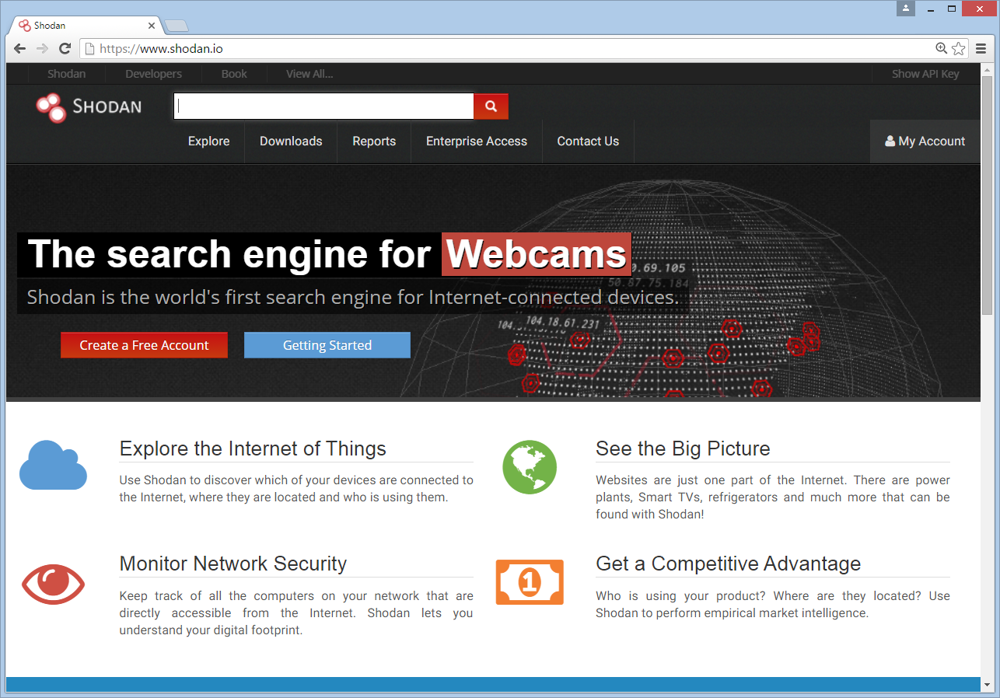 Shodan
https://www.shodan.io
Shodan Developers Book View All... Show API Key
SHODAN
Explore Downloads Reports Enterprise Access Contact Us My Account
The search engine for Webcams
0.69.105
50.87.75.184
Shodan is the world's first search engine for Internet-connected devices.
104.18.61.231
Create a Free Account Getting Started
Explore the Internet of Things
Use Shodan to discover which of your devices are connected to
the Internet, where they are located and who is using them.
See the Big Picture
Websites are just one part of the Internet. There are power
plants, Smart TVs, refrigerators and much more that can be
found with Shodan!
Monitor Network Security
Keep track of all the computers on your network that are
directly accessible from the Internet. Shodan lets you
understand your digital footprint.
1
Get a Competitive Advantage
Who is using your product? Where are they located? Use
Shodan to perform empirical market intelligence.